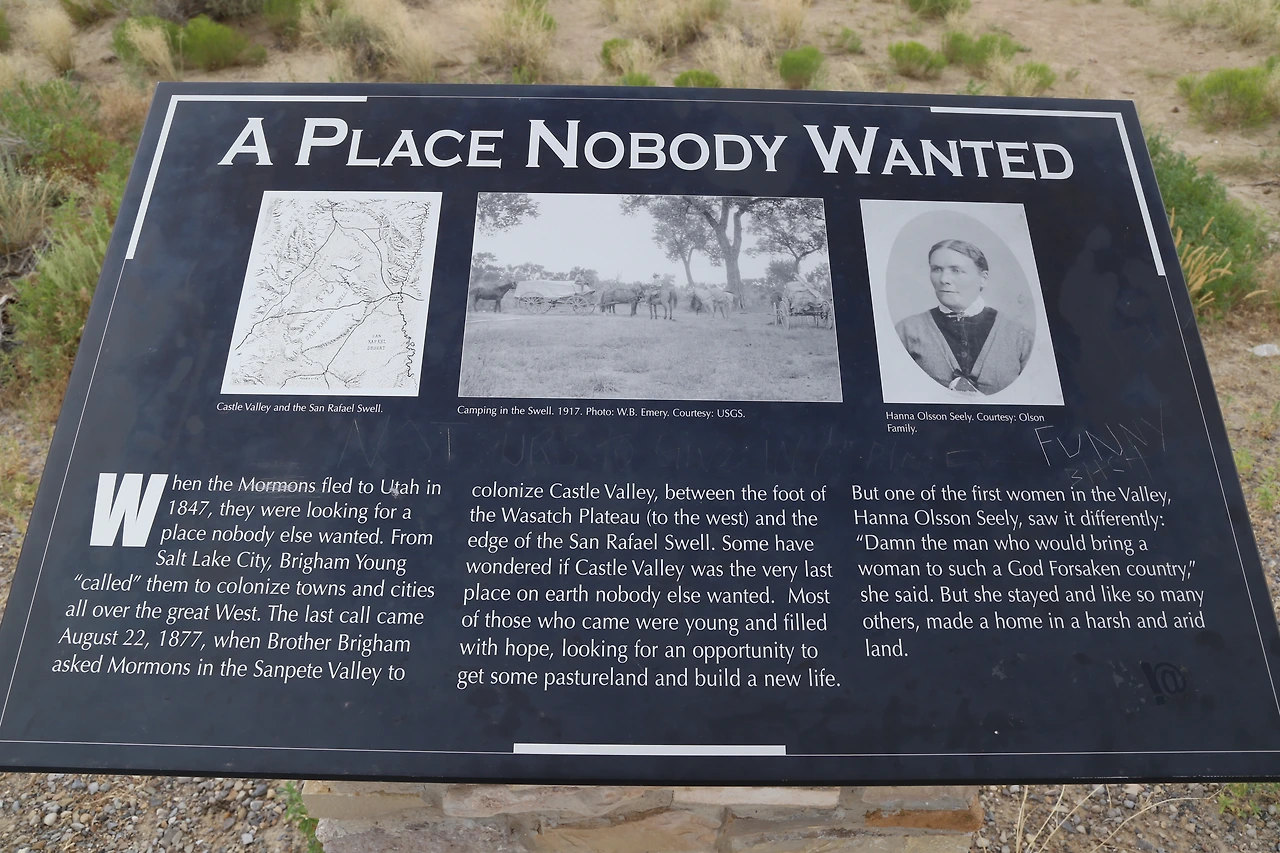 A PLACE NOBODY WANTED
SAN
RAFAEL
DESERT
Castle Valley and the San Rafael Swell.
Camping in the Swell. 1917. Photo: W.B. Emery. Courtesy: USGS.
Hanna Olsson Seely. Courtesy: Olson
Family.
FUNNY
When the Mormons fled to Utah in
1847, they were looking for a
place nobody else wanted. From
Salt Lake City, Brigham Young
“called” them to colonize towns and cities
all over the great West. The last call came
August 22, 1877, when Brother Brigham
asked Mormons in the Sanpete Valley to
colonize Castle Valley, between the foot of
the Wasatch Plateau (to the west) and the
edge of the San Rafael Swell. Some have
wondered if Castle Valley was the very last
place on earth nobody else wanted. Most
of those who came were young and filled
with hope, looking for an opportunity to
get some pastureland and build a new life.
But one of the first women in the Valley,
Hanna Olsson Seely, saw it differently:
“Damn the man who would bring a
woman to such a God Forsaken country,”
she said. But she stayed and like so many
others, made a home in a harsh and arid
land.